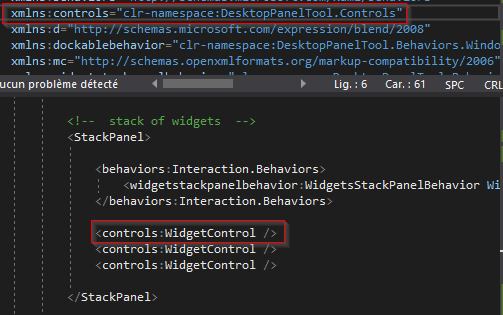 xmlns:controls="clr-namespace:DesktopPanelTool.Controls"
xmlns:d="http://schemas.microsoft.com/expression/blend/2008"
xmlns:dockablebehavior="clr-namespace:DesktopPanelTool.Behaviors.Windo
xmlns:mc="http://schemas.openxmlformats.org/markup-compatibility/2006"
ucun problème détecté Lig. : 6 Car. : 61 SPC CRL
<!-- stack of widgets -->
<StackPanel>
<behaviors:Interaction.Behaviors>
<widgetstackpanelbehavior:WidgetsStackPanelBehavior Wi
</behaviors:Interaction.Behaviors>
<controls:WidgetControl />
<controls:WidgetControl />
<controls:WidgetControl />
</StackPanel>